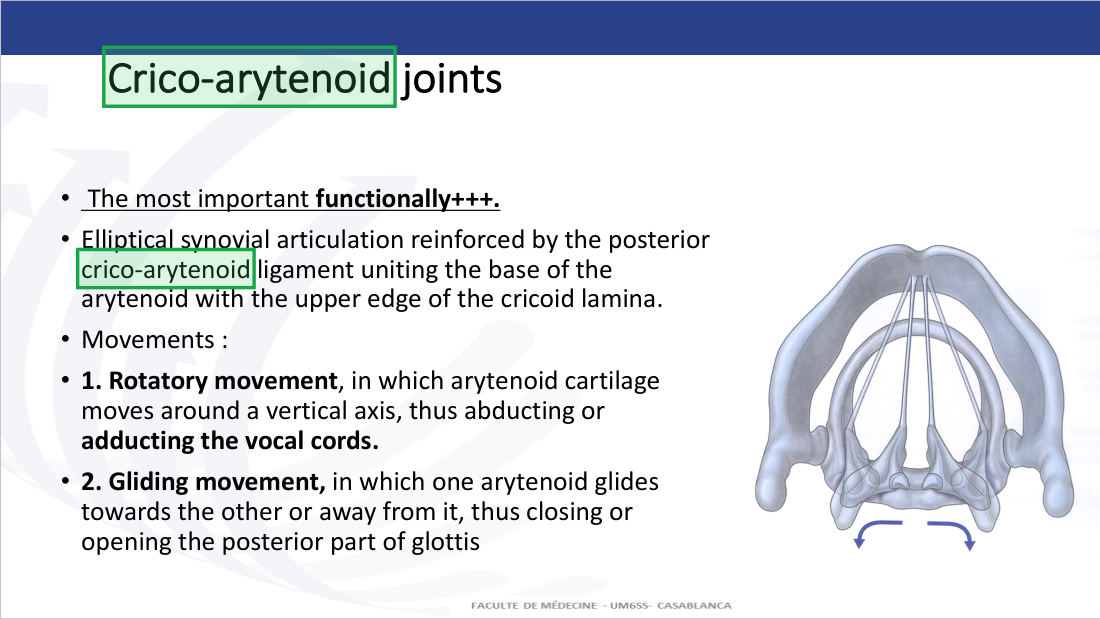 Crico-arytenoid joints
• The most important functionally+++.
• Elliptical synovial articulation reinforced by the posterior
crico-arytenoid ligament uniting the base of the
arytenoid with the upper edge of the cricoid lamina.
• Movements :
• 1. Rotatory movement, in which arytenoid cartilage
moves around a vertical axis, thus abducting or
adducting the vocal cords.
• 2. Gliding movement, in which one arytenoid glides
towards the other or away from it, thus closing or
opening the posterior part of glottis
FACULTE DE MÉDECINE - UM6SS- CASABLANCA